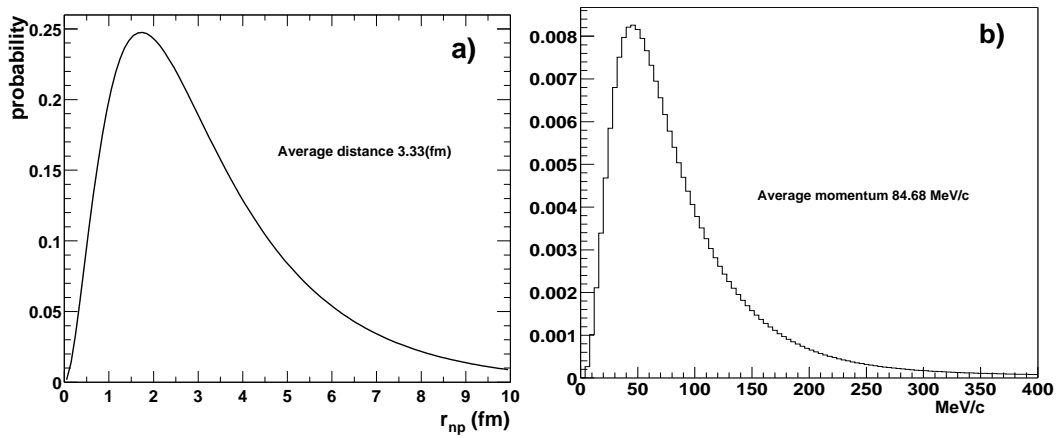 probability
0.25
0.2
0.15
0.1
0.05
0
0 1 2 3 4 5 6 7 8 9 10
r_np (fm)
a)
Average distance 3.33(fm)
0.008
0.007
0.006
0.005
0.004
0.003
0.002
0.001
0
0 50 100 150 200 250 300 350 400
MeV/c
b)
Average momentum 84.68 MeV/c